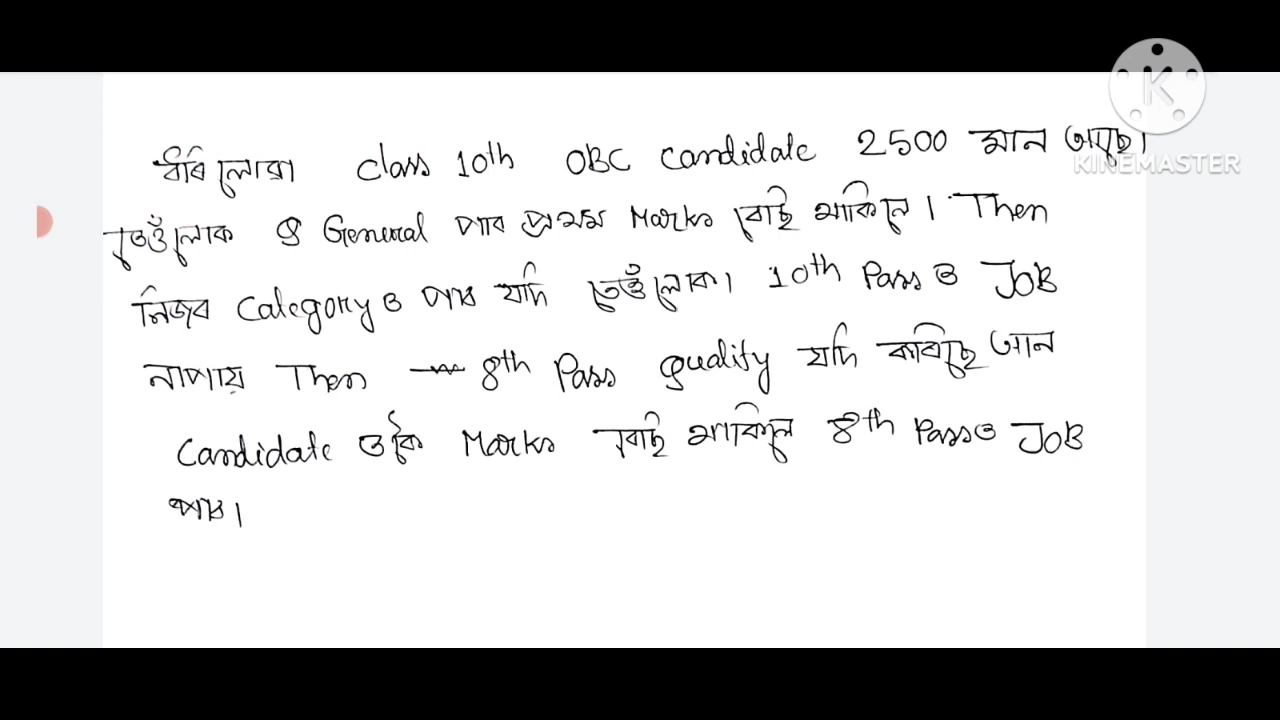 KINEMASTER
ধৰি লোৱা Class 10th OBC Candidate 2500 মান আছে।
তেওঁলোক ও General পাব প্ৰথম Marks বেছি থাকিলে। Then
নিজৰ Category ত পাব যদি তেওঁলোক। 10th Pass ত JOB
নাপায় Then 8th Pass quality যদি কৰিছে আন
Candidate তকৈ Marks বেছি থাকিলে 8th Pass ত JOB
পাব।